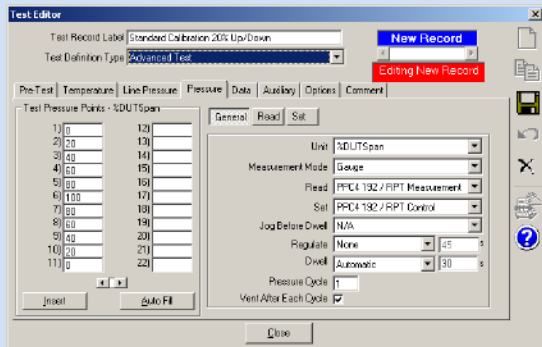 Test Editor
Test Record Label Standard Calibration 20% Up/Down
Test Definition Type Advanced Test
New Record
Editing New Record
Pre-Test Temperature Line Pressure Pressure Data Auxiliary Options Comment
Test Pressure Points - %DUTSpan
1) 0 12)
2) 20 13)
3) 40 14)
4) 60 15)
5) 80 16)
6) 100 17)
7) 80 18)
8) 60 19)
9) 40 20)
10) 20 21)
11) 0 22)
Insert Auto Fill
General Read Set
Unit %DUTSpan
Measurement Mode Gauge
Read PPC4 192 / RPT Measurement
Set PPC4 192 / RPT Control
Jog Before Dwell N/A
Regulate None 45 s
Dwell Automatic 30 s
Pressure Cycle 1
Vent After Each Cycle
Close